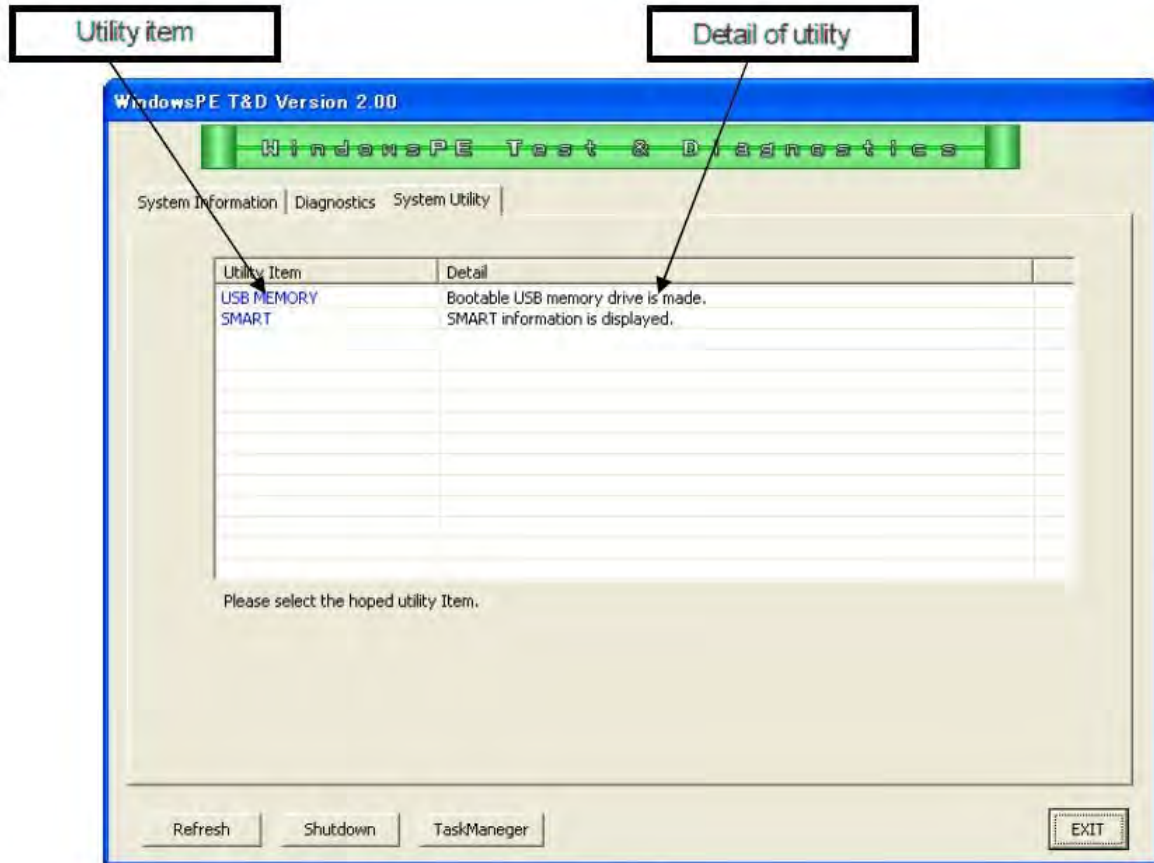 Utility item
Detail of utility
WindowsPE T&D Version 2.00
WindowsPE Test & Diagnostics
System Information
Diagnostics
System Utility
Utility Item Detail
USB MEMORY Bootable USB memory drive is made.
SMART SMART information is displayed.
Please select the hoped utility Item.
Refresh Shutdown TaskManeger EXIT